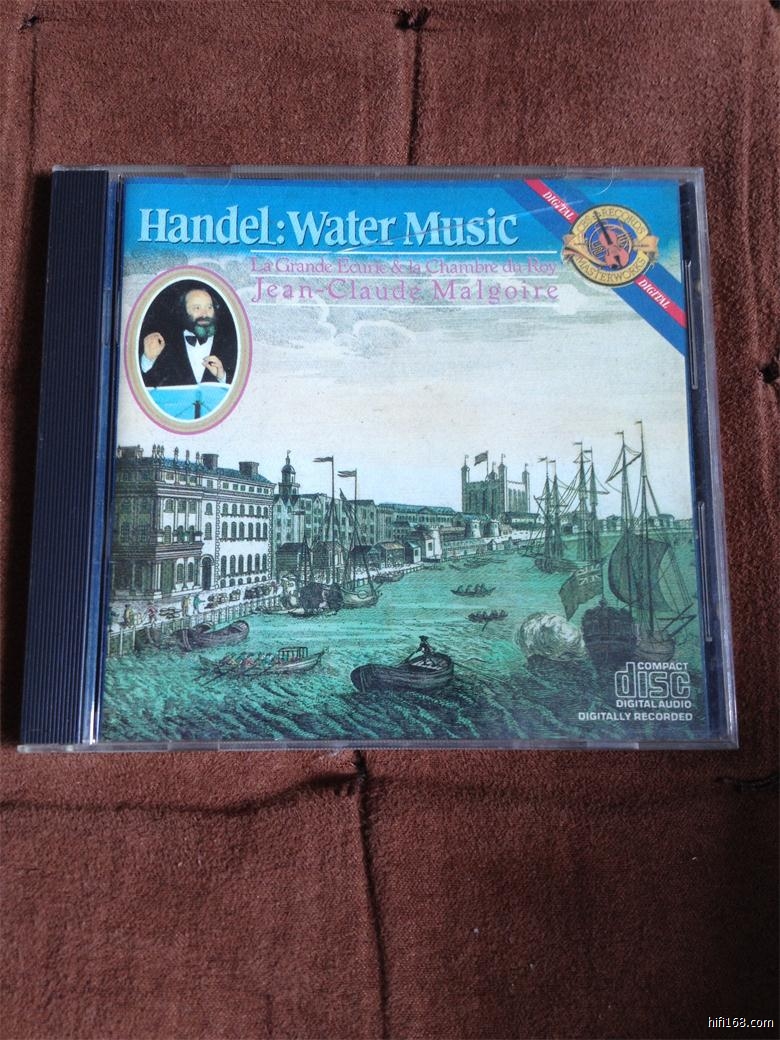 Handel: Water Music
La Grande Ecurie & la Chambre du Roy
Jean-Claude Malgoire
DIGITAL
CBS RECORDS
MASTERWORKS
DIGITAL
COMPACT
disc
DIGITAL AUDIO
DIGITALLY RECORDED
hifi168.com